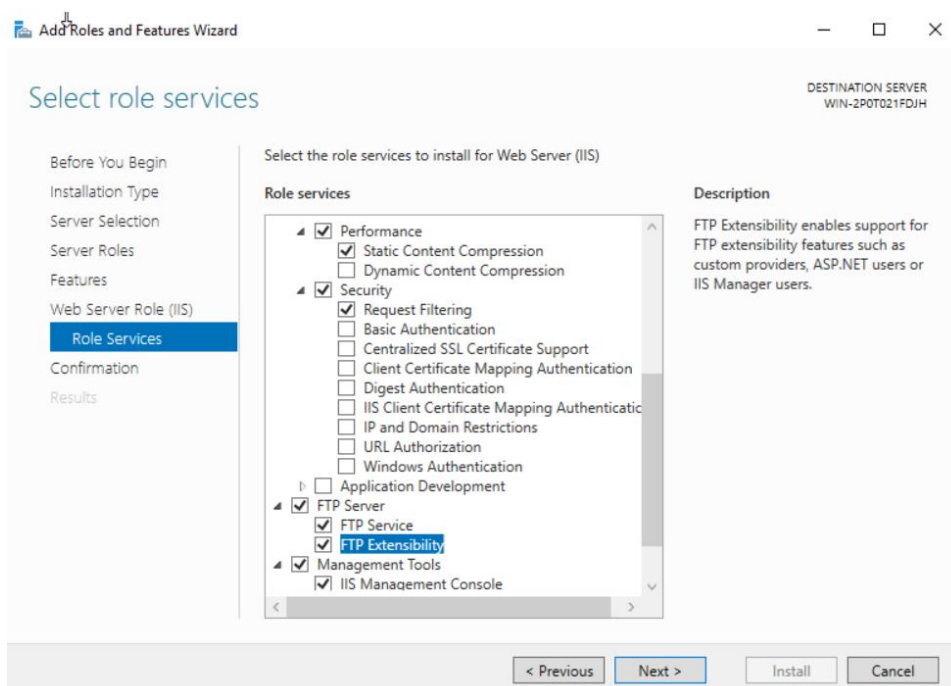 Add Roles and Features Wizard
Select role services
DESTINATION SERVER
WIN-2P0T021FDJH
Before You Begin
Installation Type
Server Selection
Server Roles
Features
Web Server Role (IIS)
Role Services
Confirmation
Results
Select the role services to install for Web Server (IIS)
Role services
Performance
Static Content Compression
Dynamic Content Compression
Security
Request Filtering
Basic Authentication
Centralized SSL Certificate Support
Client Certificate Mapping Authentication
Digest Authentication
IIS Client Certificate Mapping Authenticatic
IP and Domain Restrictions
URL Authorization
Windows Authentication
Application Development
FTP Server
FTP Service
FTP Extensibility
Management Tools
IIS Management Console
Description
FTP Extensibility enables support for
FTP extensibility features such as
custom providers, ASP.NET users or
IIS Manager users.
< Previous
Next >
Install
Cancel